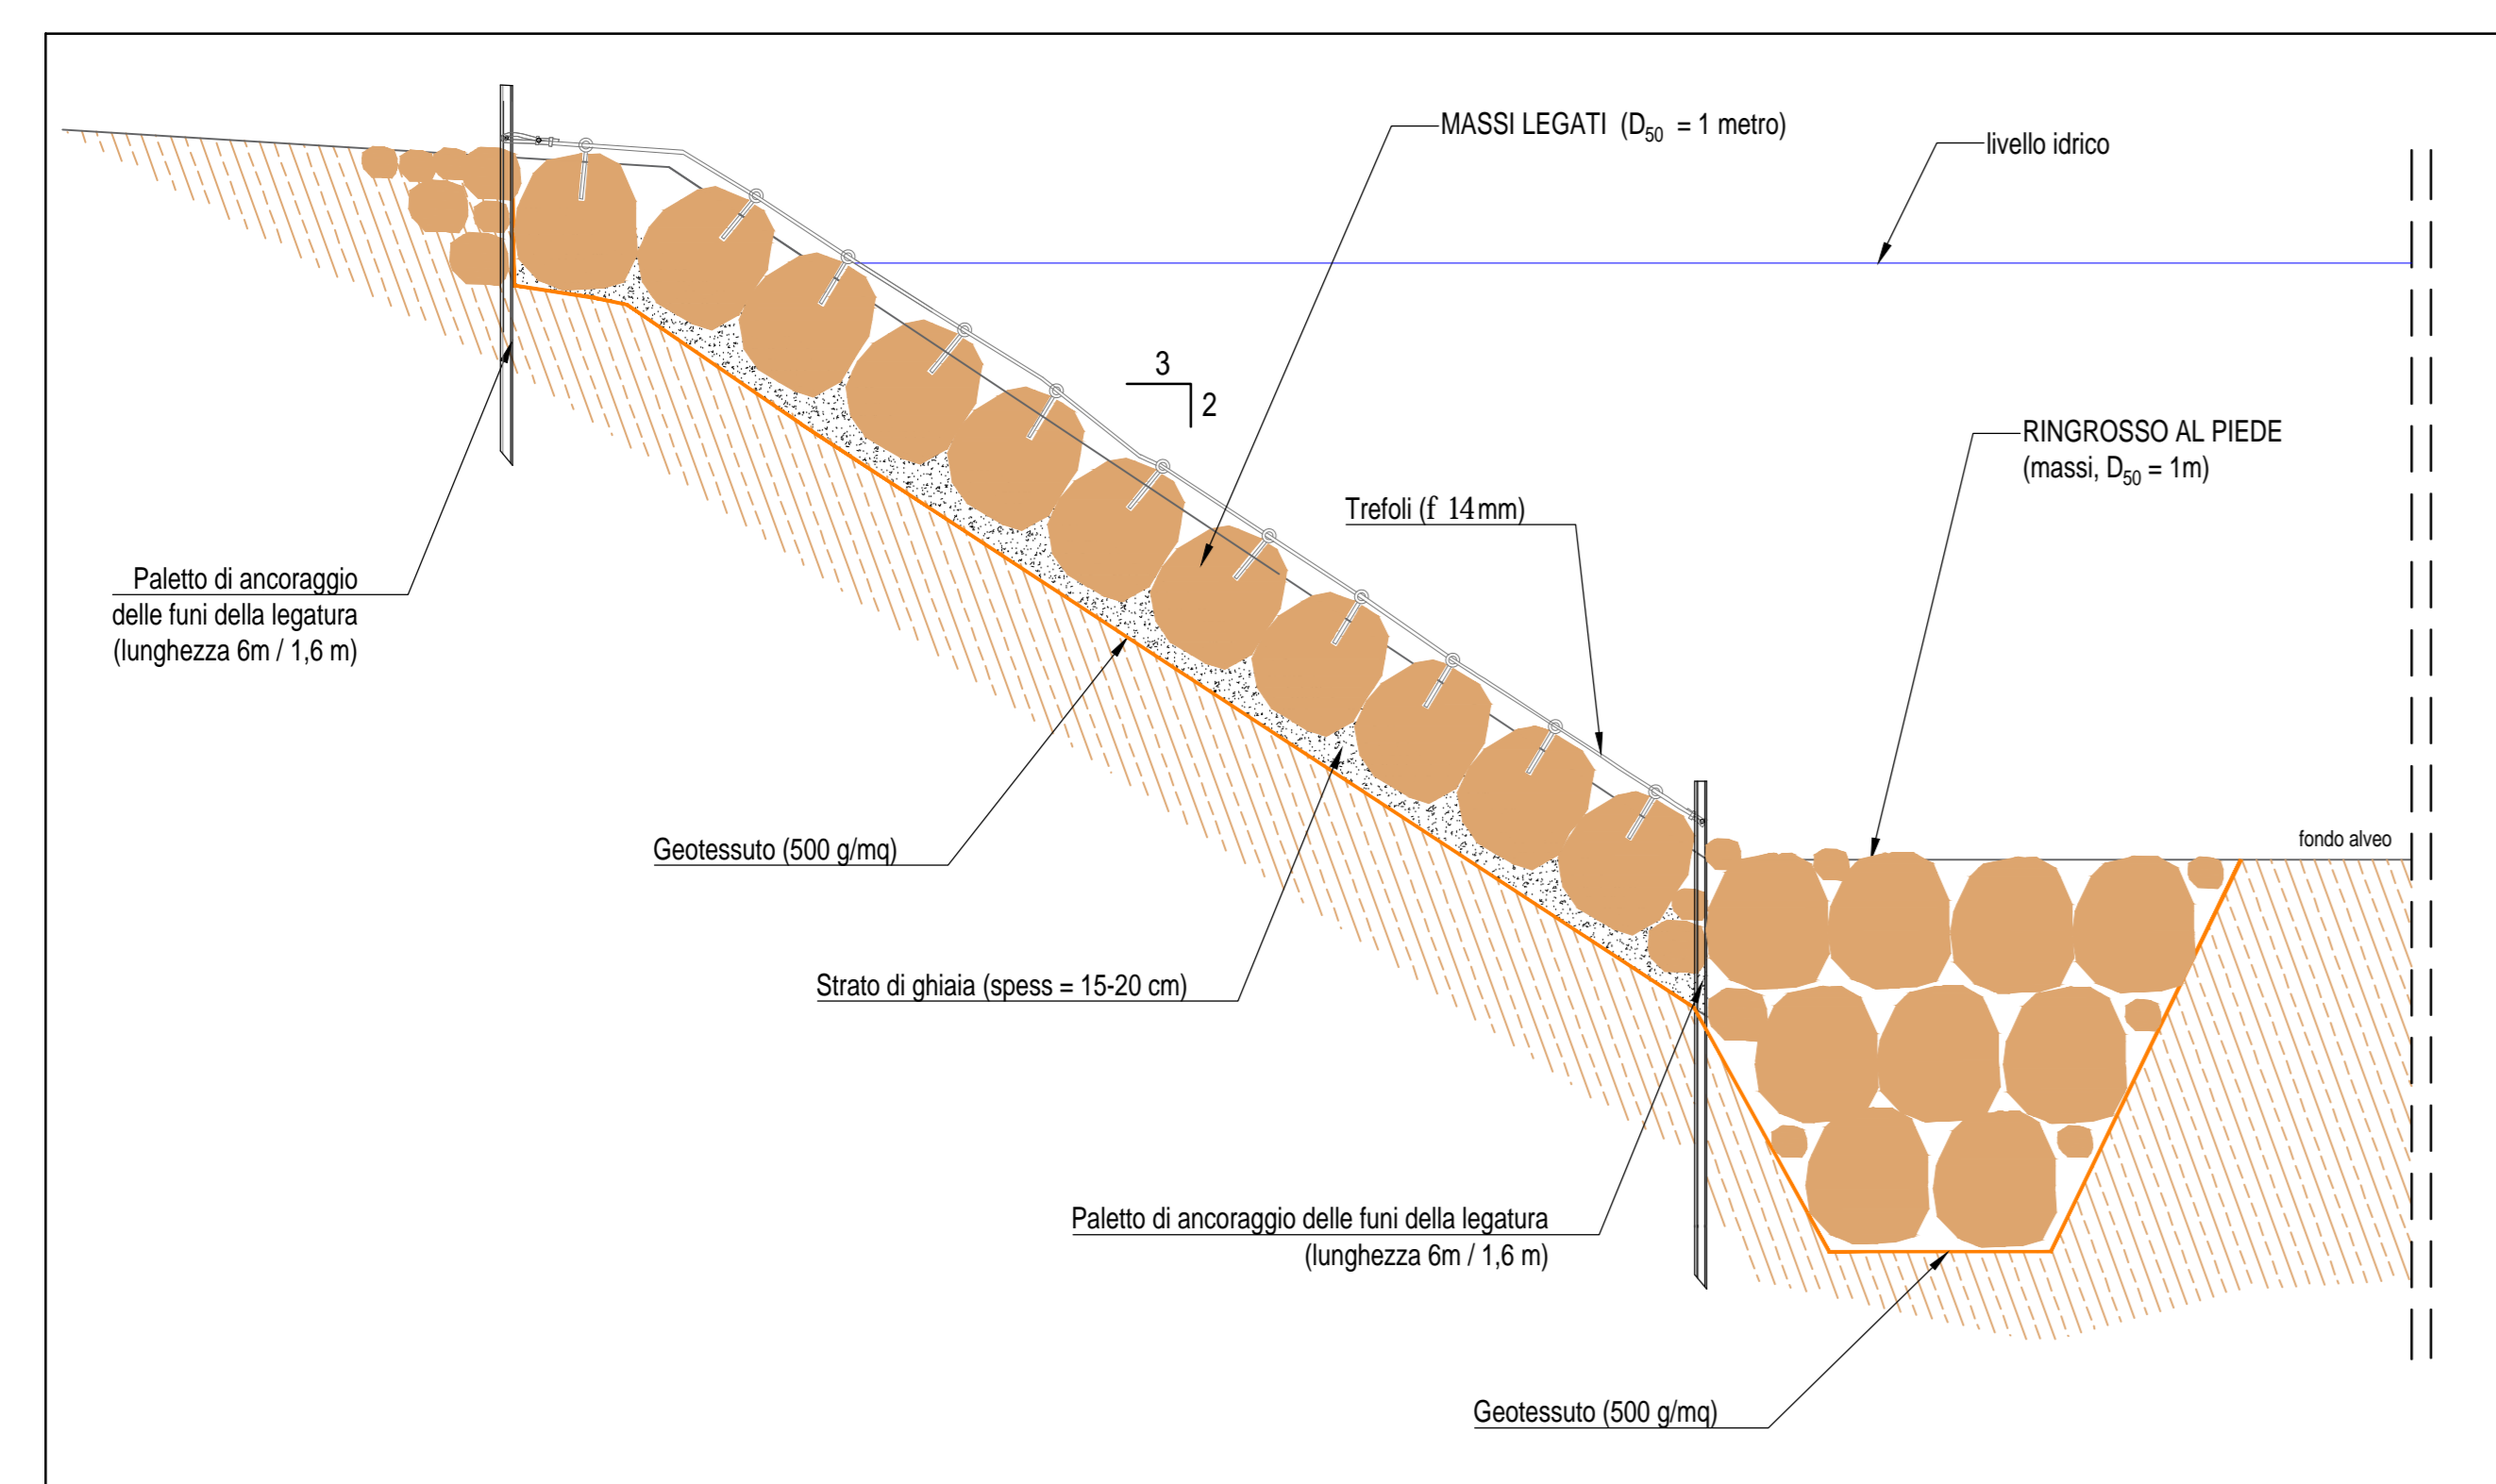 MASSI LEGATI (D50 = 1 metro)
livello idrico
3
2
RINGROSSO AL PIEDE
(massi, D50 = 1m)
Trefoli (f 14mm)
Paletto di ancoraggio
delle funi della legatura
(lunghezza 6m / 1,6 m)
fondo alveo
Geotessuto (500 g/mq)
Strato di ghiaia (spess = 15-20 cm)
Paletto di ancoraggio delle funi della legatura
(lunghezza 6m / 1,6 m)
Geotessuto (500 g/mq)